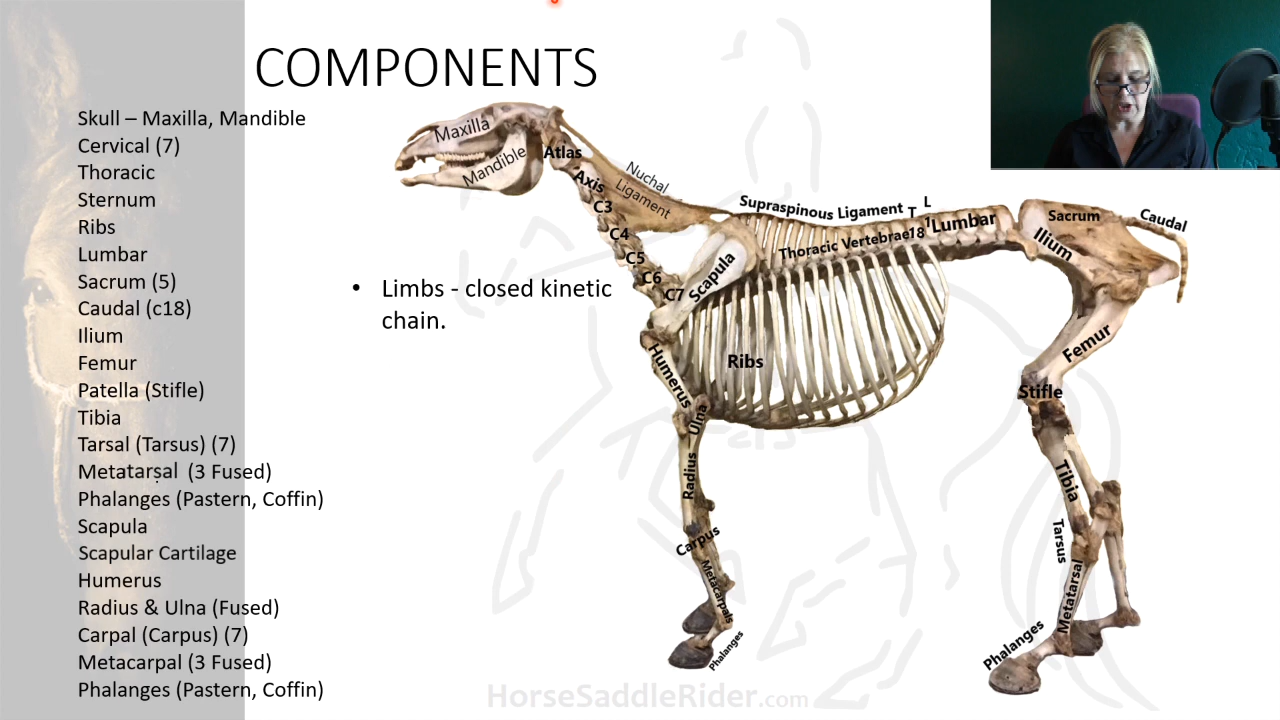 COMPONENTS
Skull – Maxilla, Mandible
Cervical (7)
Thoracic
Sternum
Ribs
Lumbar
Sacrum (5)
Caudal (c18)
Ilium
Femur
Patella (Stifle)
Tibia
Tarsal (Tarsus) (7)
Metatarsal (3 Fused)
Phalanges (Pastern, Coffin)
Scapula
Scapular Cartilage
Humerus
Radius & Ulna (Fused)
Carpal (Carpus) (7)
Metacarpal (3 Fused)
Phalanges (Pastern, Coffin)
• Limbs - closed kinetic
chain.
Maxilla
Mandible
Atlas
Axis
C3
C4
C5
C6
C7
Nuchal
Ligament
Supraspinous Ligament
T
L
Thoracic Vertebrae18
1
Lumbar
Sacrum
Caudal
Ilium
Scapula
Ribs
Humerus
Ulna
Radius
Carpus
Metacarpals
Phalanges
Femur
Stifle
Tibia
Tarsus
Metatarsal
Phalanges
HorseSaddleRider.com